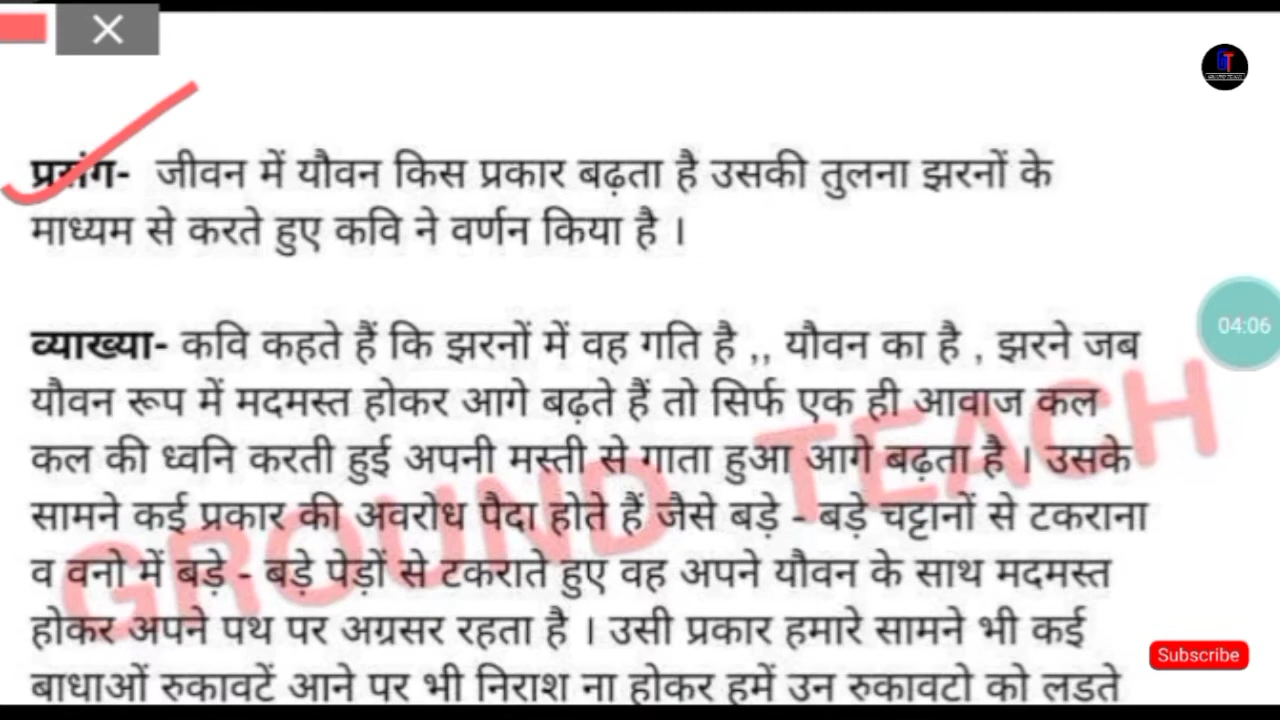 प्रसंग- जीवन में यौवन किस प्रकार बढ़ता है उसकी तुलना झरनों के
माध्यम से करते हुए कवि ने वर्णन किया है ।
04:06
व्याख्या- कवि कहते हैं कि झरनों में वह गति है ,, यौवन का है , झरने जब
यौवन रूप में मदमस्त होकर आगे बढ़ते हैं तो सिर्फ एक ही आवाज कल
कल की ध्वनि करती हुई अपनी मस्ती से गाता हुआ आगे बढ़ता है । उसके
सामने कई प्रकार की अवरोध पैदा होते हैं जैसे बड़े - बड़े चट्टानों से टकराना
व वनो में बड़े - बड़े पेड़ों से टकराते हुए वह अपने यौवन के साथ मदमस्त
होकर अपने पथ पर अग्रसर रहता है । उसी प्रकार हमारे सामने भी कई
बाधाओं रुकावटें आने पर भी निराश ना होकर हमें उन रुकावटो को लडते
GROUND TEACH
Subscribe